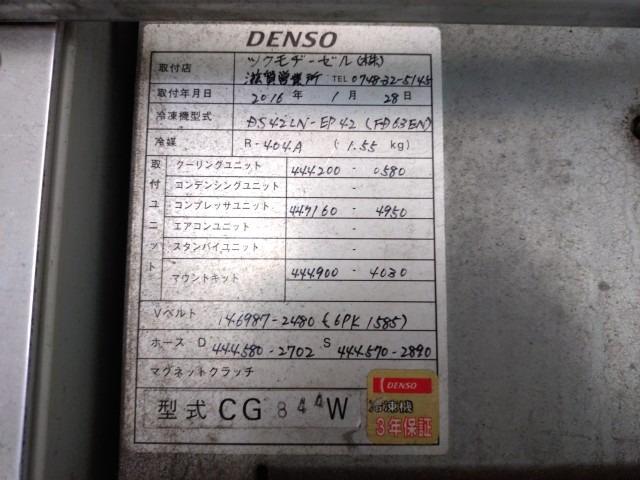 DENSO
取付店 ツクモヂーゼル(株)
滋賀営業所 TEL 0748-32-5145
取付年月日 2016 年 1 月 28 日
冷凍機型式 DS42LN-EP42 (FD63EN)
冷媒 R-404A ( 1.55 kg)
取付ユニット
クーリングユニット 444200 - 0580
コンデンシングユニット -
コンプレッサユニット 447160 - 4950
エアコンユニット -
スタンバイユニット -
マウントキット 444900 - 4030
Vベルト 146987-2480 (6PK 1585)
ホース D 444580-2702 S 444570-2890
マグネットクラッチ
型式 CG 844 W
DENSO
冷凍機
3年保証